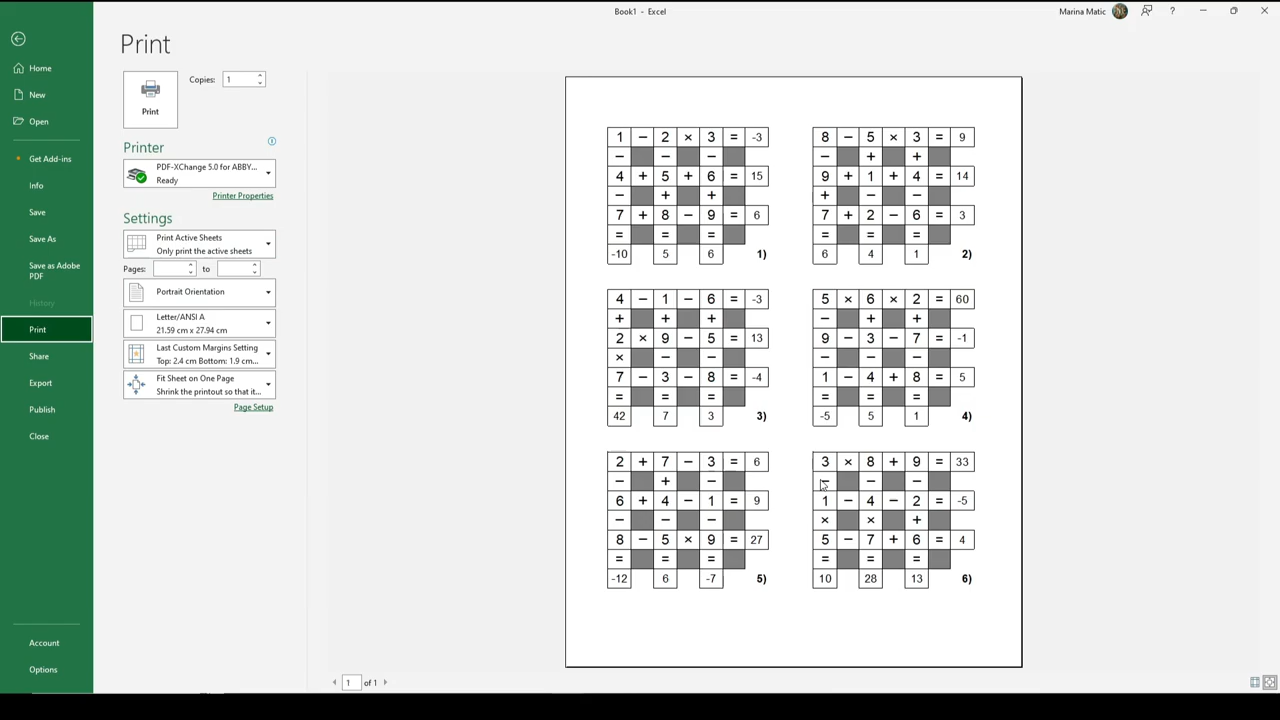 Book1 - Excel
Marina Matic
?
Print
Home
New
Open
Get Add-ins
Info
Save
Save As
Save as Adobe
PDF
History
Print
Share
Export
Publish
Close
Account
Options
Print
Copies: 1
Printer
PDF-XChange 5.0 for ABBY...
Ready
Printer Properties
Settings
Print Active Sheets
Only print the active sheets
Pages: to
Portrait Orientation
Letter/ANSI A
21.59 cm x 27.94 cm
Last Custom Margins Setting
Top: 2.4 cm Bottom: 1.9 cm...
Fit Sheet on One Page
Shrink the printout so that it...
Page Setup
1 − 2 × 3 = -3
− − −
4 + 5 + 6 = 15
− + +
7 + 8 − 9 = 6
= = =
-10 5 6 1)
8 − 5 × 3 = 9
− + +
9 + 1 + 4 = 14
+ − −
7 + 2 − 6 = 3
= = =
6 4 1 2)
4 − 1 − 6 = -3
+ + +
2 × 9 − 5 = 13
× − −
7 − 3 − 8 = -4
= = =
42 7 3 3)
5 × 6 × 2 = 60
− + +
9 − 3 − 7 = -1
− − −
1 − 4 + 8 = 5
= = =
-5 5 1 4)
2 + 7 − 3 = 6
− + −
6 + 4 − 1 = 9
− − −
8 − 5 × 9 = 27
= = =
-12 6 -7 5)
3 × 8 + 9 = 33
− − −
1 − 4 − 2 = -5
× × +
5 − 7 + 6 = 4
= = =
10 28 13 6)
1 of 1